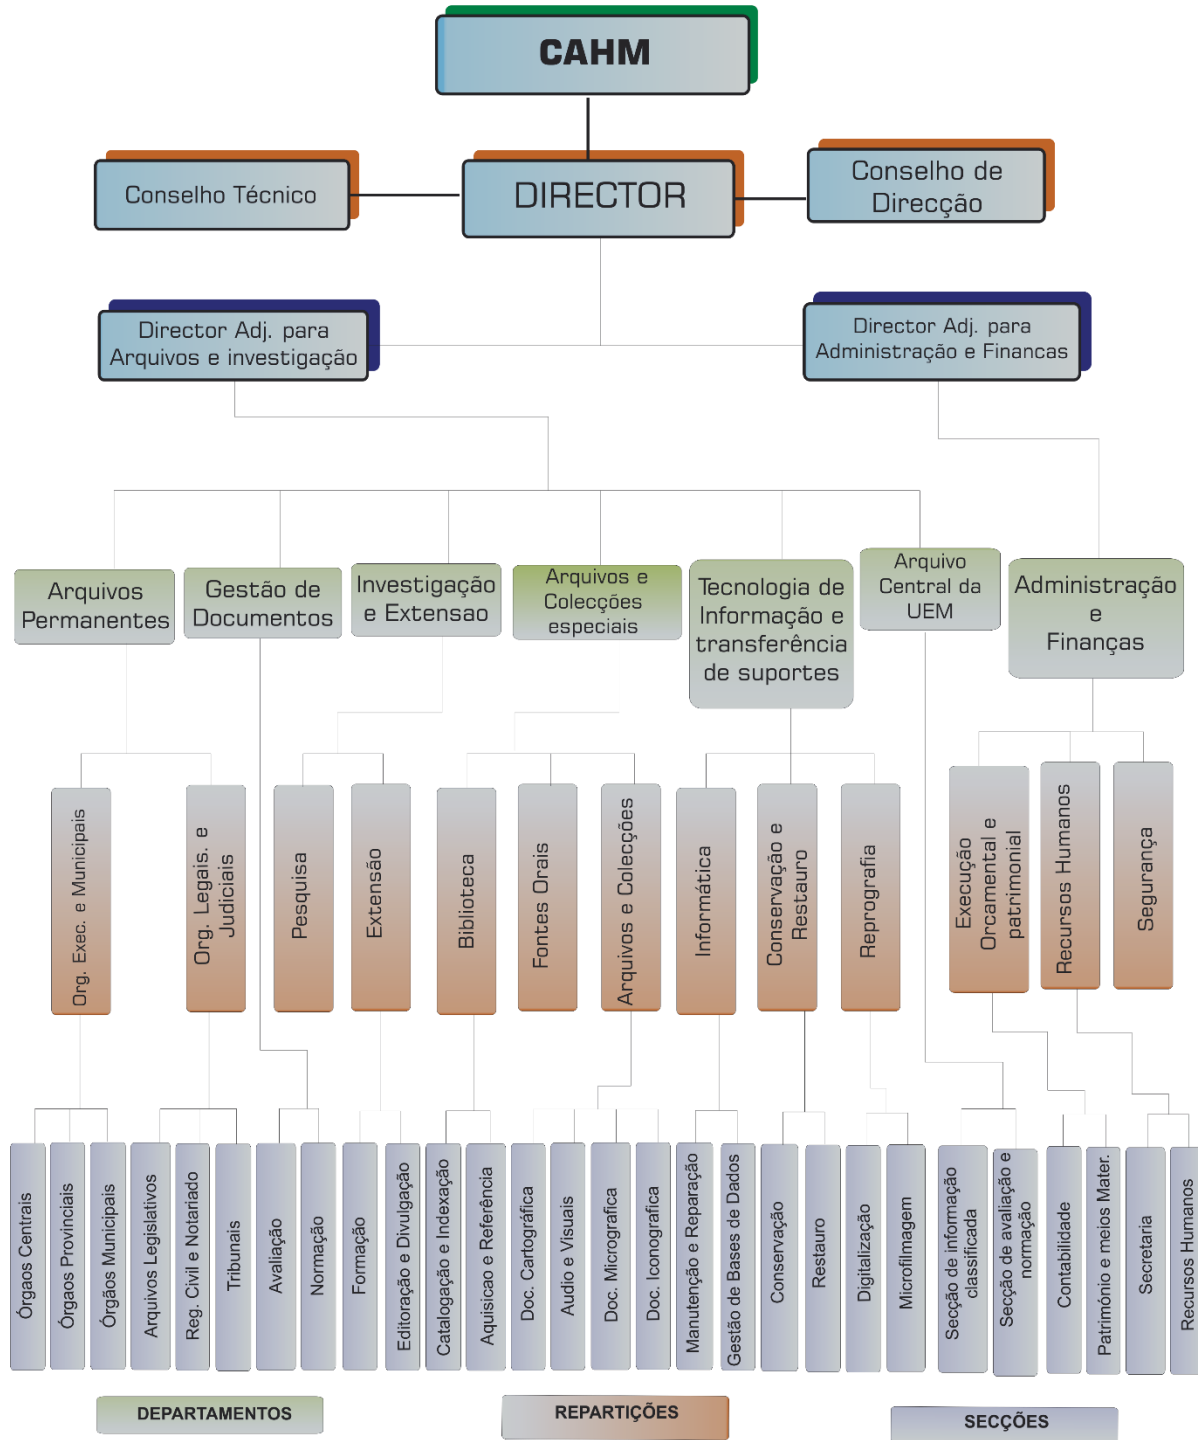 CAHM
Conselho Técnico
DIRECTOR
Conselho de
Direcção
Director Adj. para
Arquivos e investigação
Director Adj. para
Administração e Financas
Arquivos
Permanentes
Gestão de
Documentos
Investigação
e Extensao
Arquivos e
Colecções
especiais
Tecnologia de
Informação e
transferência
de suportes
Arquivo
Central da
UEM
Administração
e
Finanças
Org. Exec. e Municipais
Org. Legais. e
Judiciais
Pesquisa
Extensão
Biblioteca
Fontes Orais
Arquivos e Colecções
Informática
Conservação e
Restauro
Reprografia
Execução
Orcamental e
patrimonial
Recursos Humanos
Segurança
Órgaos Centrais
Órgaos Provinciais
Órgãos Municipais
Arquivos Legislativos
Reg. Civil e Notariado
Tribunais
Avaliação
Normação
Formação
Editoração e Divulgação
Catalogação e Indexação
Aquisicao e Referência
Doc. Cartográfica
Audio e Visuais
Doc. Micrografica
Doc. Iconografica
Manutenção e Reparação
Gestão de Bases de Dados
Conservação
Restauro
Digitalização
Microfilmagem
Secção de informação
classificada
Secção de avaliação e
normação
Contabilidade
Património e meios Mater.
Secretaria
Recursos Humanos
DEPARTAMENTOS
REPARTIÇÕES
SECÇÕES